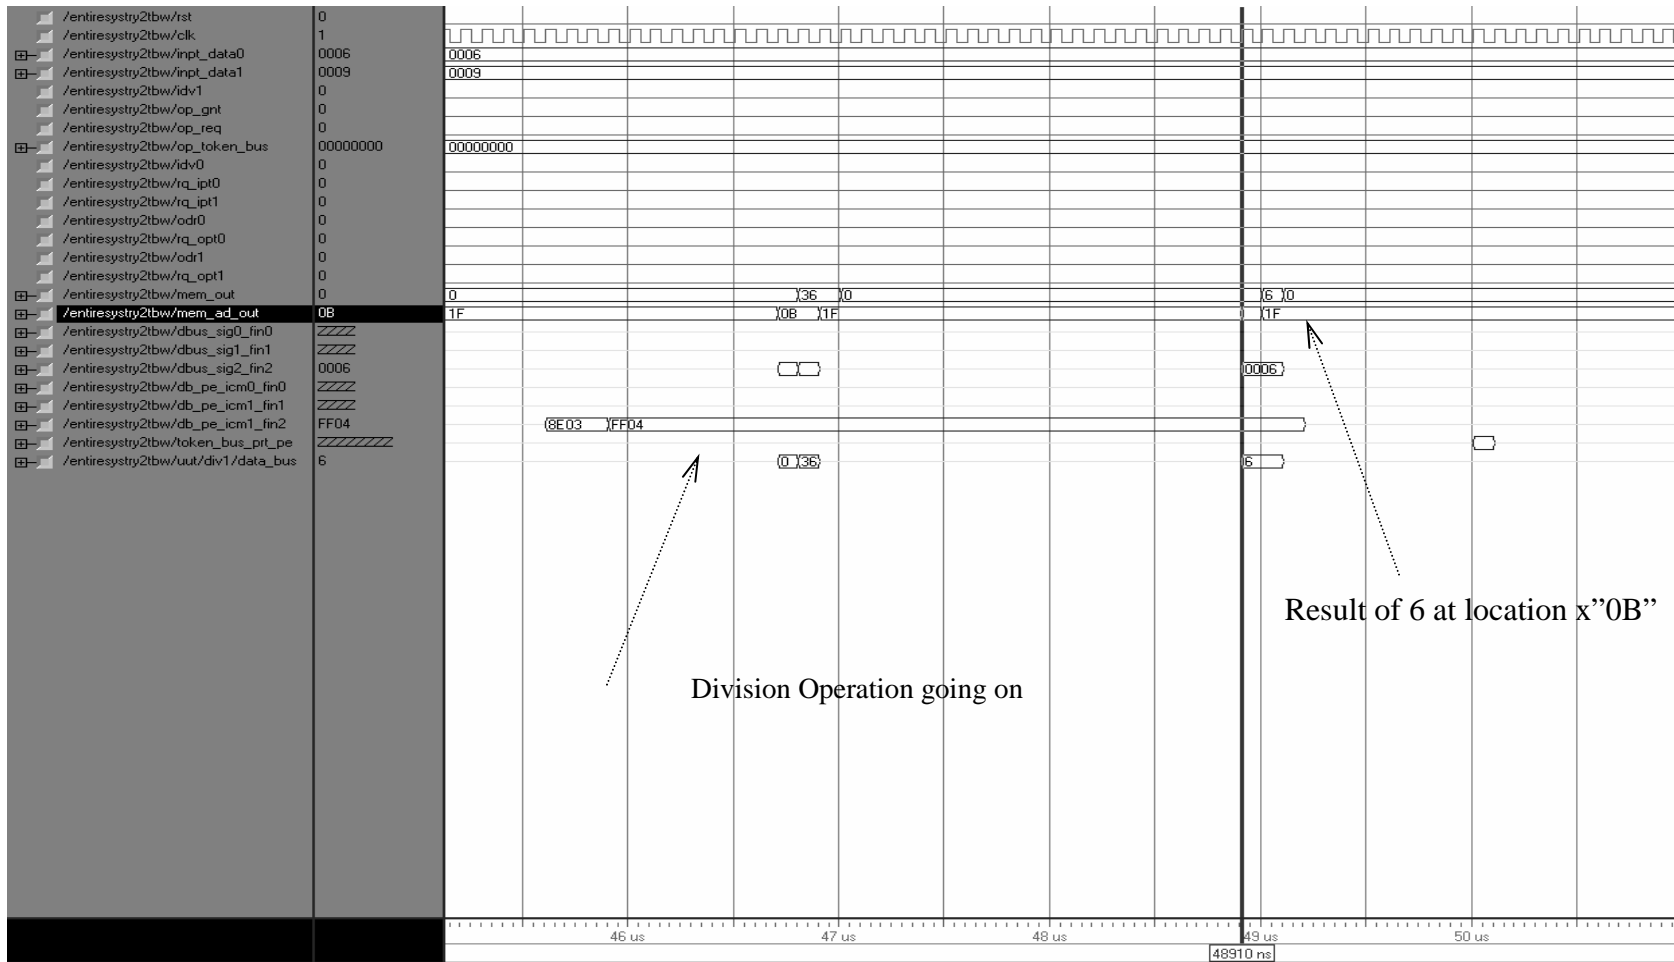 /entiresystry2tbw/rst 0
/entiresystry2tbw/clk 1
/entiresystry2tbw/inpt_data0 0006 0006
/entiresystry2tbw/inpt_data1 0009 0009
/entiresystry2tbw/idv1 0
/entiresystry2tbw/op_gnt 0
/entiresystry2tbw/op_req 0
/entiresystry2tbw/op_token_bus 00000000 00000000
/entiresystry2tbw/idv0 0
/entiresystry2tbw/rq_ipt0 0
/entiresystry2tbw/rq_ipt1 0
/entiresystry2tbw/odr0 0
/entiresystry2tbw/rq_opt0 0
/entiresystry2tbw/odr1 0
/entiresystry2tbw/rq_opt1 0
/entiresystry2tbw/mem_out 0 0 36 0 6 0
/entiresystry2tbw/mem_ad_out 0B 1F 0B 1F 1F
/entiresystry2tbw/dbus_sig0_fin0
/entiresystry2tbw/dbus_sig1_fin1
/entiresystry2tbw/dbus_sig2_fin2 0006 0006
/entiresystry2tbw/db_pe_icm0_fin0
/entiresystry2tbw/db_pe_icm1_fin1
/entiresystry2tbw/db_pe_icm1_fin2 FF04 8E03 FF04
/entiresystry2tbw/token_bus_prt_pe
/entiresystry2tbw/uut/div1/data_bus 6 0 36 6
Result of 6 at location x”0B”
Division Operation going on
46 us 47 us 48 us 49 us 50 us
48910 ns